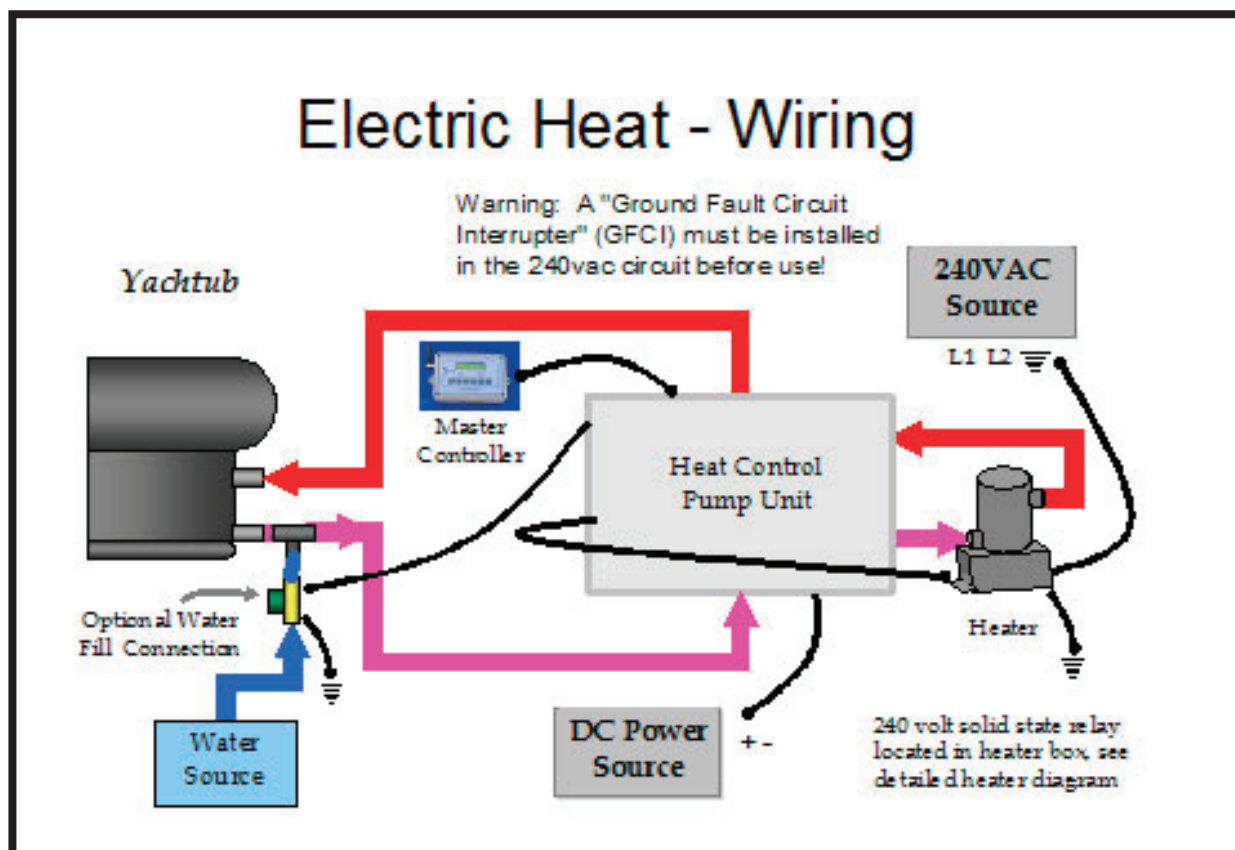 Electric Heat - Wiring
Warning: A "Ground Fault Circuit
Interrupter" (GFCI) must be installed
in the 240vac circuit before use!
Yachtub
240VAC
Source
L1 L2
Master
Controller
Heat Control
Pump Unit
Optional Water
Fill Connection
Heater
Water
Source
DC Power
Source
+ -
240 volt solid state relay
located in heater box, see
detailed heater diagram